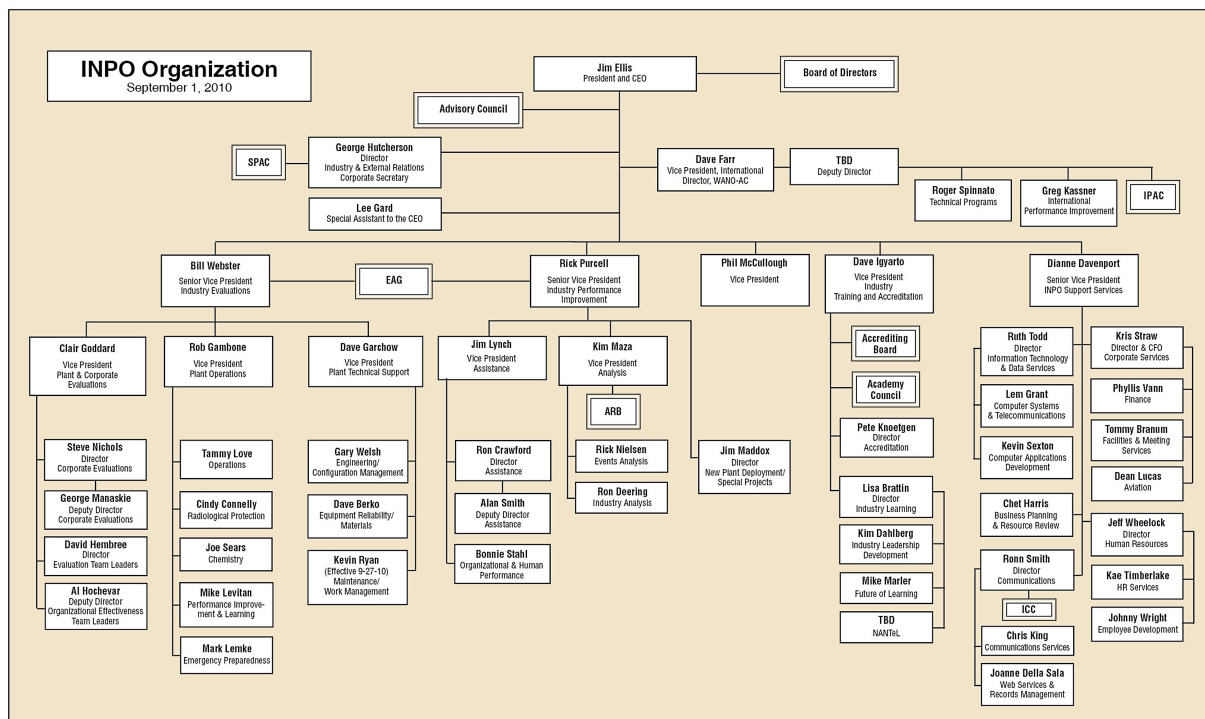 INPO Organization
September 1, 2010
Jim Ellis
President and CEO
Board of Directors
Advisory Council
SPAC
George Hutcherson
Director
Industry & External Relations
Corporate Secretary
Dave Farr
Vice President, International
Director, WANO-AC
TBD
Deputy Director
Roger Spinnato
Technical Programs
Greg Kassner
International
Performance Improvement
IPAC
Lee Gard
Special Assistant to the CEO
Bill Webster
Senior Vice President
Industry Evaluations
EAG
Rick Purcell
Senior Vice President
Industry Performance
Improvement
Phil McCullough
Vice President
Dave Igyarto
Vice President
Industry
Training and Accreditation
Dianne Davenport
Senior Vice President
INPO Support Services
Clair Goddard
Vice President
Plant & Corporate
Evaluations
Rob Gambone
Vice President
Plant Operations
Dave Garchow
Vice President
Plant Technical Support
Jim Lynch
Vice President
Assistance
Kim Maza
Vice President
Analysis
ARB
Accrediting
Board
Academy
Council
Pete Knoetgen
Director
Accreditation
Ruth Todd
Director
Information Technology
& Data Services
Lem Grant
Computer Systems
& Telecommunications
Kevin Sexton
Computer Applications
Development
Kris Straw
Director & CFO
Corporate Services
Phyllis Vann
Finance
Tommy Branum
Facilities & Meeting
Services
Dean Lucas
Aviation
Steve Nichols
Director
Corporate Evaluations
George Manaskie
Deputy Director
Corporate Evaluations
David Hembree
Director
Evaluation Team Leaders
Al Hochevar
Deputy Director
Organizational Effectiveness
Team Leaders
Tammy Love
Operations
Cindy Connelly
Radiological Protection
Joe Sears
Chemistry
Mike Levitan
Performance Improve-
ment & Learning
Mark Lemke
Emergency Preparedness
Gary Welsh
Engineering/
Configuration Management
Dave Berko
Equipment Reliability/
Materials
Kevin Ryan
(Effective 9-27-10)
Maintenance/
Work Management
Ron Crawford
Director
Assistance
Alan Smith
Deputy Director
Assistance
Bonnie Stahl
Organizational & Human
Performance
Rick Nielsen
Events Analysis
Ron Deering
Industry Analysis
Jim Maddox
Director
New Plant Deployment/
Special Projects
Lisa Brattin
Director
Industry Learning
Kim Dahlberg
Industry Leadership
Development
Mike Marler
Future of Learning
TBD
NANTeL
Chet Harris
Business Planning
& Resource Review
Ronn Smith
Director
Communications
ICC
Chris King
Communications Services
Joanne Della Sala
Web Services &
Records Management
Jeff Wheelock
Director
Human Resources
Kae Timberlake
HR Services
Johnny Wright
Employee Development